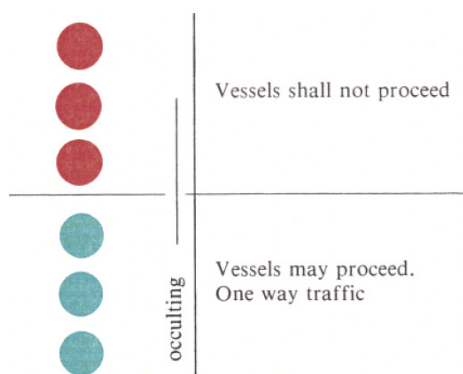 Vessels shall not proceed
occulting
Vessels may proceed.
One way traffic